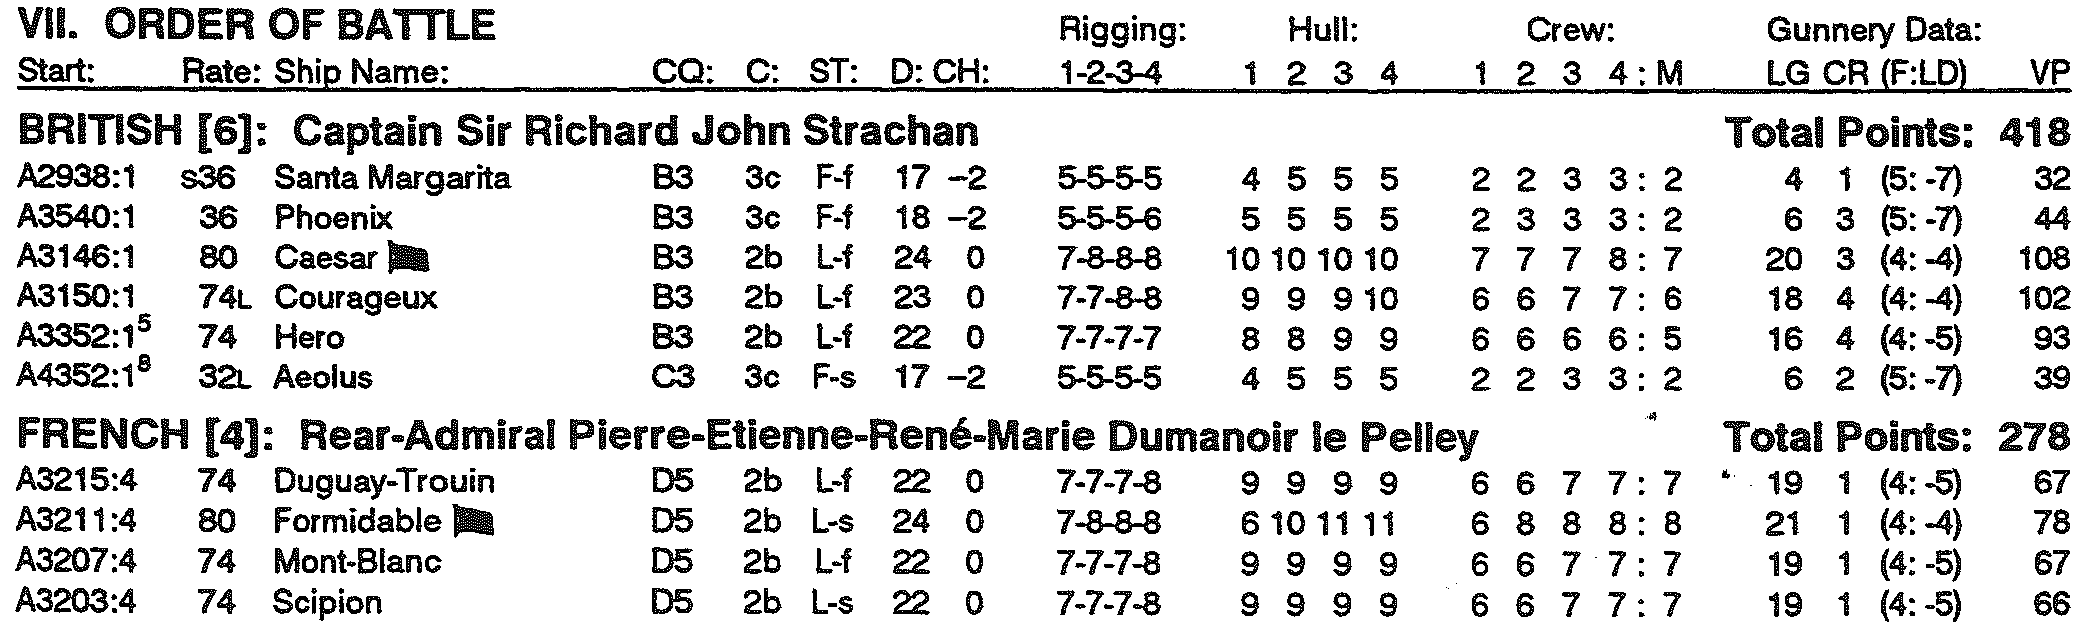 VII. ORDER OF BATTLE Rigging: Hull: Crew: Gunnery Data:
Start: Rate: Ship Name: CQ: C: ST: D: CH: 1-2-3-4 1 2 3 4 1 2 3 4 : M LG CR (F:LD) VP
BRITISH [6]: Captain Sir Richard John Strachan Total Points: 418
A2938:1 s36 Santa Margarita B3 3c F-f 17 –2 5-5-5-5 4 5 5 5 2 2 3 3 : 2 4 1 (5: -7) 32
A3540:1 36 Phoenix B3 3c F-f 18 –2 5-5-5-6 5 5 5 5 2 3 3 3 : 2 6 3 (5: -7) 44
A3146:1 80 Caesar B3 2b L-f 24 0 7-8-8-8 10 10 10 10 7 7 7 8 : 7 20 3 (4: -4) 108
A3150:1 74L Courageux B3 2b L-f 23 0 7-7-8-8 9 9 9 10 6 6 7 7 : 6 18 4 (4: -4) 102
A3352:1⁵ 74 Hero B3 2b L-f 22 0 7-7-7-7 8 8 9 9 6 6 6 6 : 5 16 4 (4: -5) 93
A4352:1⁸ 32L Aeolus C3 3c F-s 17 –2 5-5-5-5 4 5 5 5 2 2 3 3 : 2 6 2 (5: -7) 39
FRENCH [4]: Rear-Admiral Pierre-Etienne-René-Marie Dumanoir le Pelley Total Points: 278
A3215:4 74 Duguay-Trouin D5 2b L-f 22 0 7-7-7-8 9 9 9 9 6 6 7 7 : 7 19 1 (4: -5) 67
A3211:4 80 Formidable D5 2b L-s 24 0 7-8-8-8 6 10 11 11 6 8 8 8 : 8 21 1 (4: -4) 78
A3207:4 74 Mont-Blanc D5 2b L-f 22 0 7-7-7-8 9 9 9 9 6 6 7 7 : 7 19 1 (4: -5) 67
A3203:4 74 Scipion D5 2b L-s 22 0 7-7-7-8 9 9 9 9 6 6 7 7 : 7 19 1 (4: -5) 66